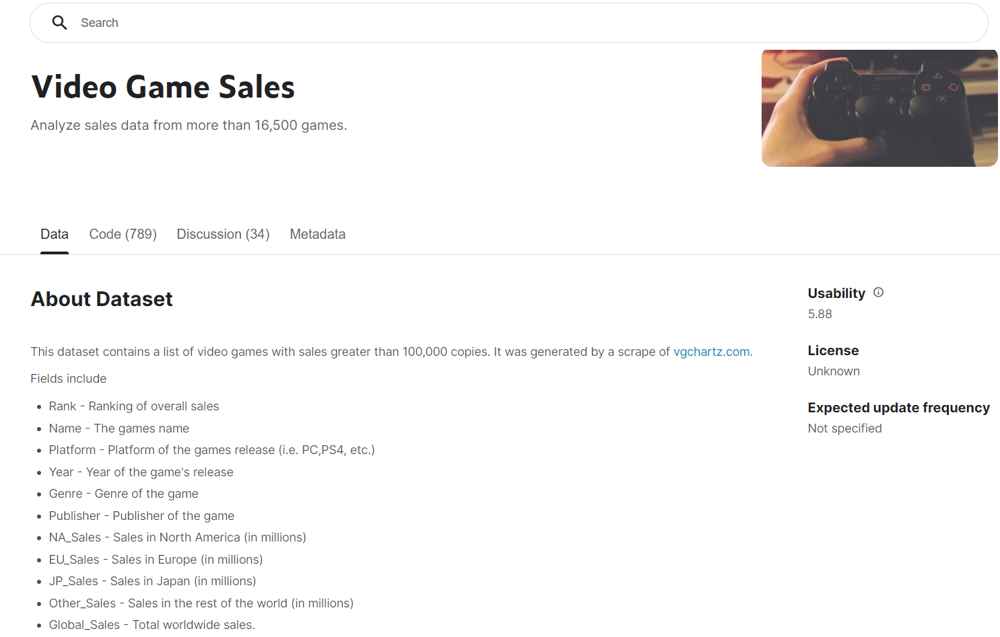 Search
Video Game Sales
Analyze sales data from more than 16,500 games.
SONY
Data
Code (789)
Discussion (34)
Metadata
About Dataset
This dataset contains a list of video games with sales greater than 100,000 copies. It was generated by a scrape of vgchartz.com.
Fields include
• Rank - Ranking of overall sales
• Name - The games name
• Platform - Platform of the games release (i.e. PC,PS4, etc.)
• Year - Year of the game's release
• Genre - Genre of the game
• Publisher - Publisher of the game
• NA_Sales - Sales in North America (in millions)
• EU_Sales - Sales in Europe (in millions)
• JP_Sales - Sales in Japan (in millions)
• Other_Sales - Sales in the rest of the world (in millions)
• Global_Sales - Total worldwide sales.
Usability
5.88
License
Unknown
Expected update frequency
Not specified